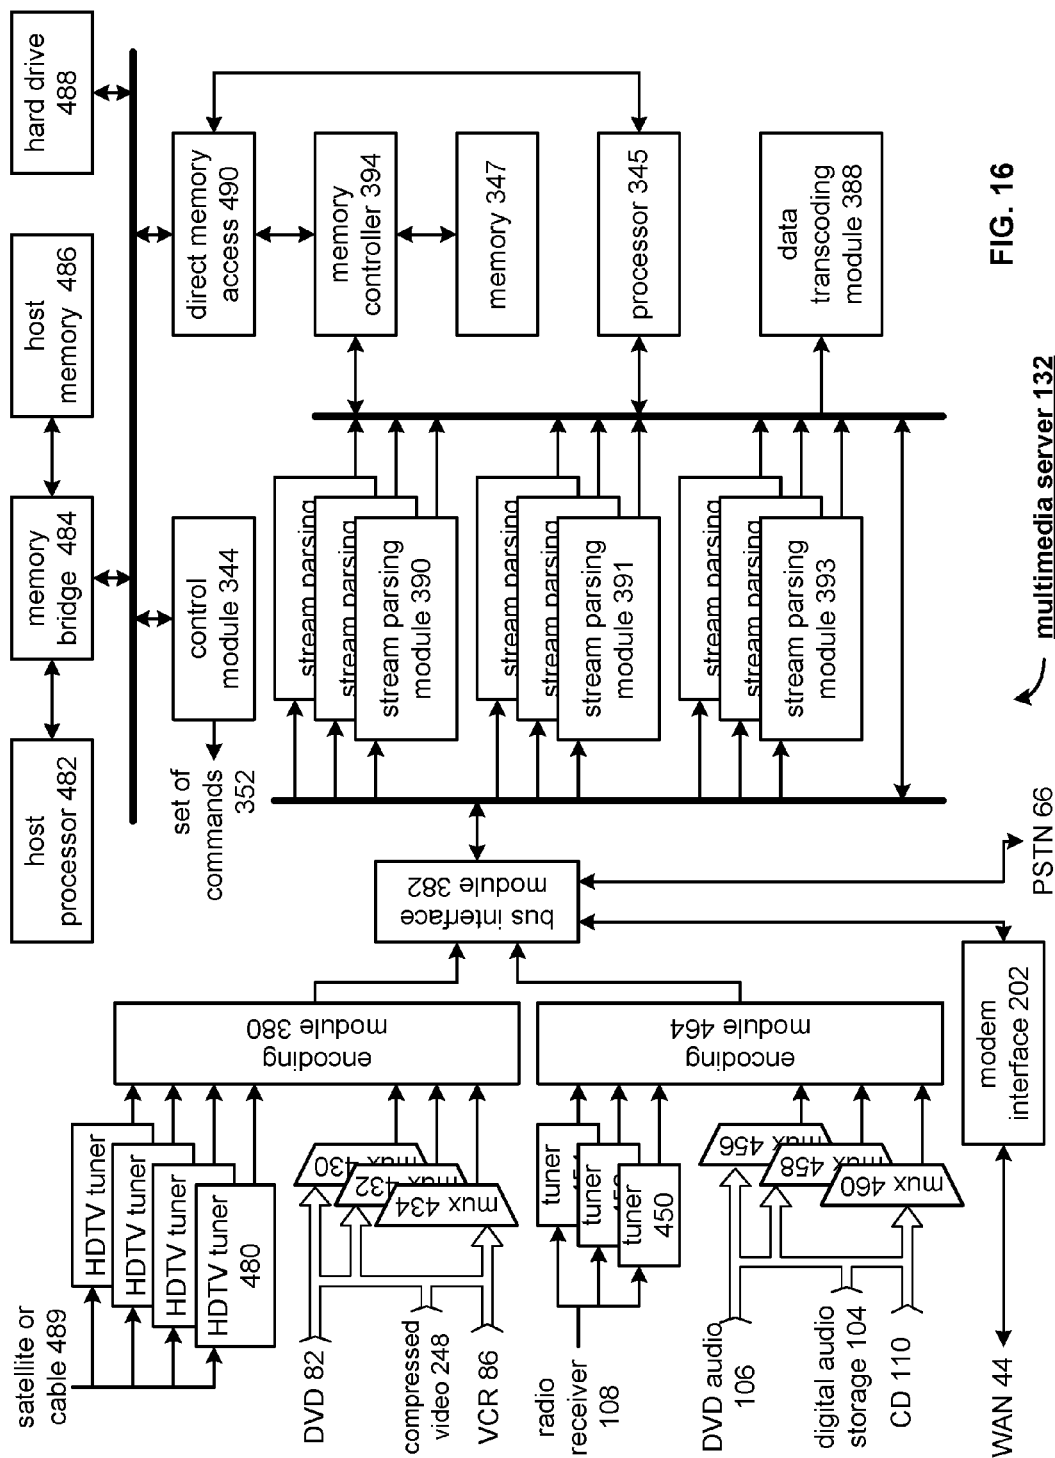 host
processor 482
memory
bridge 484
host
memory 486
hard drive
488
set of
commands
352
control
module 344
direct memory
access 490
memory
controller 394
memory 347
processor 345
data
transcoding
module 388
stream parsing
stream parsing
stream parsing
module 390
stream parsing
stream parsing
stream parsing
module 391
stream parsing
stream parsing
stream parsing
module 393
bus interface
module 382
encoding
module 380
encoding
module 464
satellite or
cable 489
HDTV tuner
HDTV tuner
HDTV tuner
HDTV tuner
480
DVD 82
compressed
video 248
VCR 86
mux 430
mux 432
mux 434
radio
receiver
108
tuner
tuner
tuner
450
DVD audio
106
digital audio
storage 104
CD 110
mux 456
mux 458
mux 460
WAN 44
modem
interface 202
PSTN 66
multimedia server 132
FIG. 16